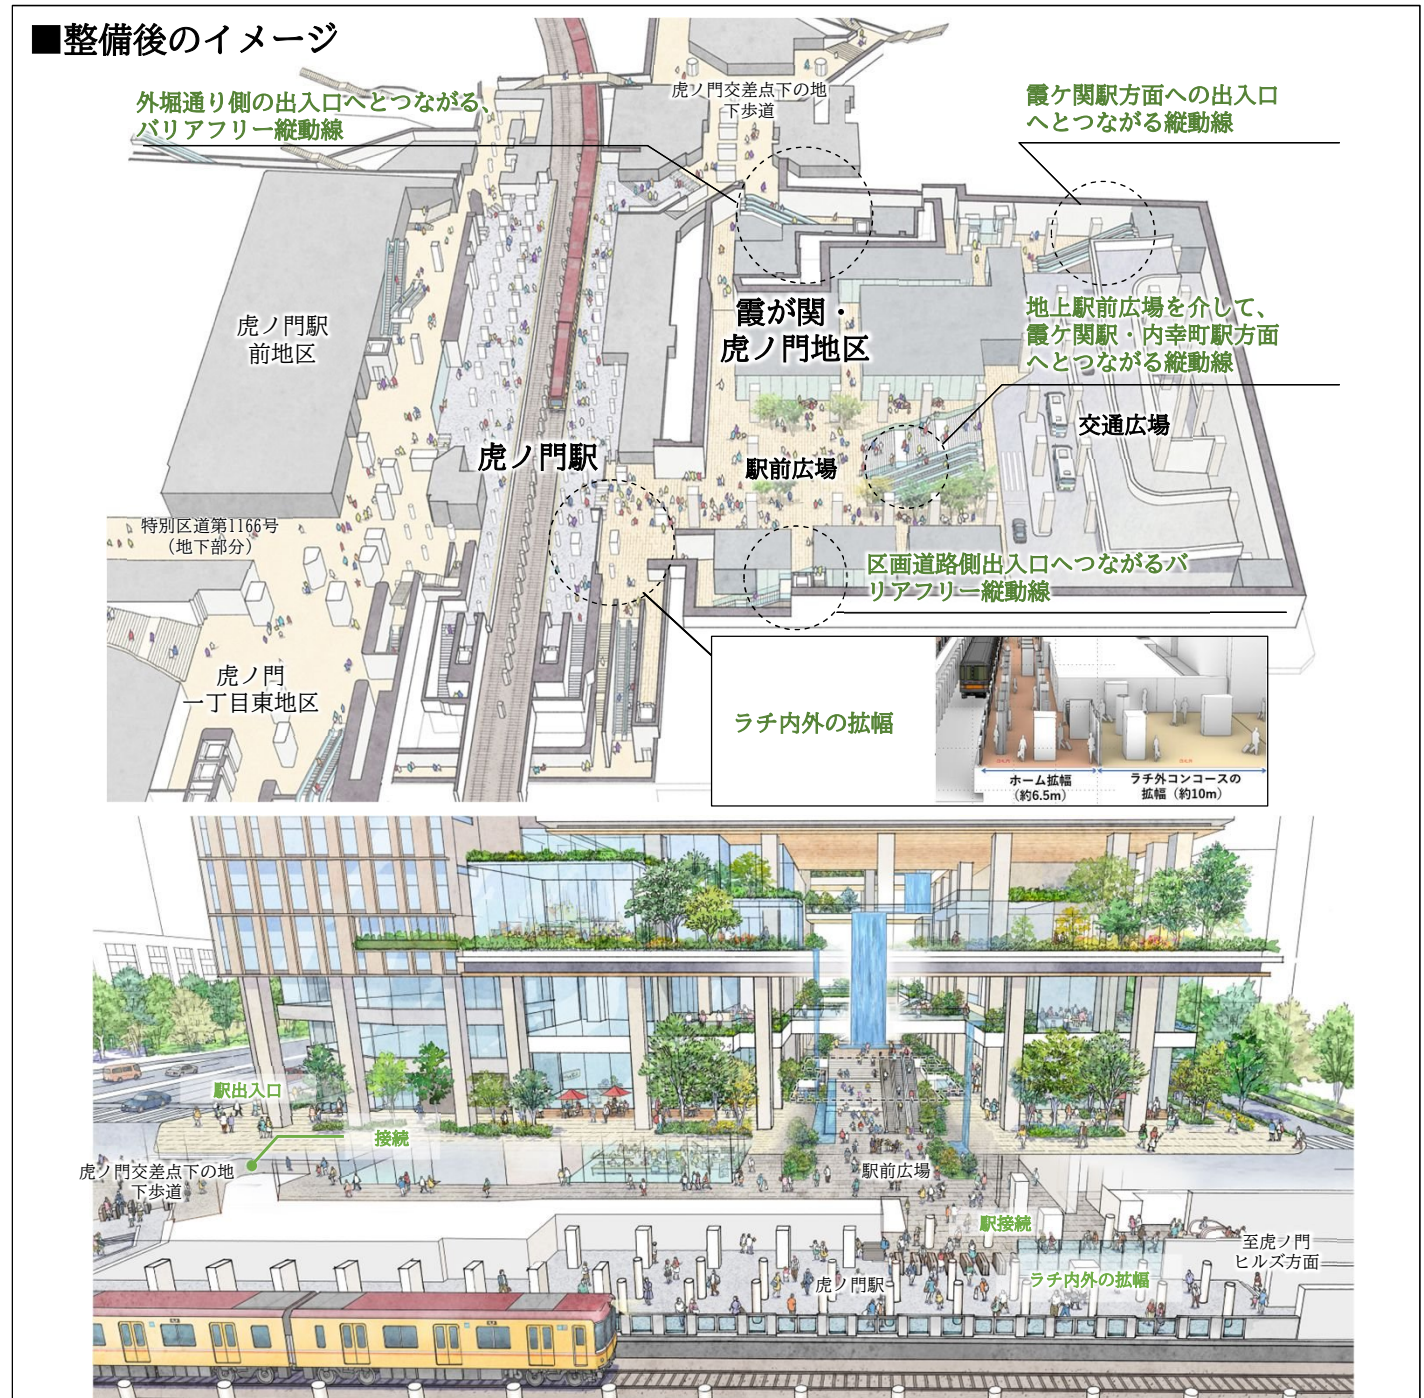 ■整備後のイメージ
外堀通り側の出入口へとつながる、
バリアフリー縦動線
虎ノ門交差点下の地
下歩道
霞ケ関駅方面への出入口
へとつながる縦動線
虎ノ門駅
前地区
霞が関・
虎ノ門地区
地上駅前広場を介して、
霞ケ関駅・内幸町駅方面
へとつながる縦動線
交通広場
虎ノ門駅
駅前広場
特別区道第1166号
（地下部分）
区画道路側出入口へつながるバ
リアフリー縦動線
虎ノ門
一丁目東地区
ラチ内外の拡幅
ホーム拡幅
（約6.5m）
ラチ外コンコースの
拡幅（約10m）
駅出入口
接続
虎ノ門交差点下の地
下歩道
駅前広場
駅接続
至虎ノ門
ヒルズ方面
虎ノ門駅
ラチ内外の拡幅